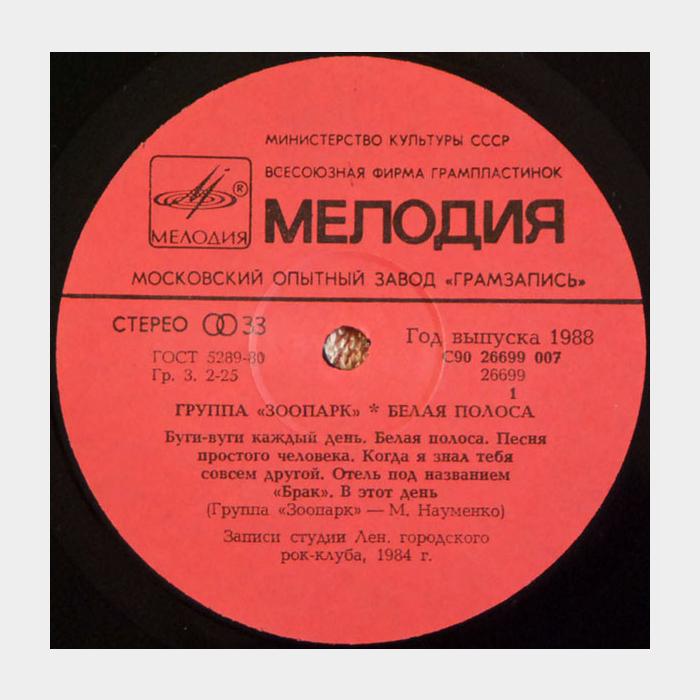 МИНИСТЕРСТВО КУЛЬТУРЫ СССР
ВСЕСОЮЗНАЯ ФИРМА ГРАМПЛАСТИНОК
®
МЕЛОДИЯ
МЕЛОДИЯ
МОСКОВСКИЙ ОПЫТНЫЙ ЗАВОД «ГРАМЗАПИСЬ»
СТЕРЕО 33
Год выпуска 1988
ГОСТ 5289-80
С90 26699 007
Гр. 3. 2-25
26699
1
ГРУППА «ЗООПАРК» * БЕЛАЯ ПОЛОСА
Буги-вуги каждый день. Белая полоса. Песня
простого человека. Когда я знал тебя
совсем другой. Отель под названием
«Брак». В этот день
(Группа «Зоопарк» — М. Науменко)
Записи студии Лен. городского
рок-клуба, 1984 г.